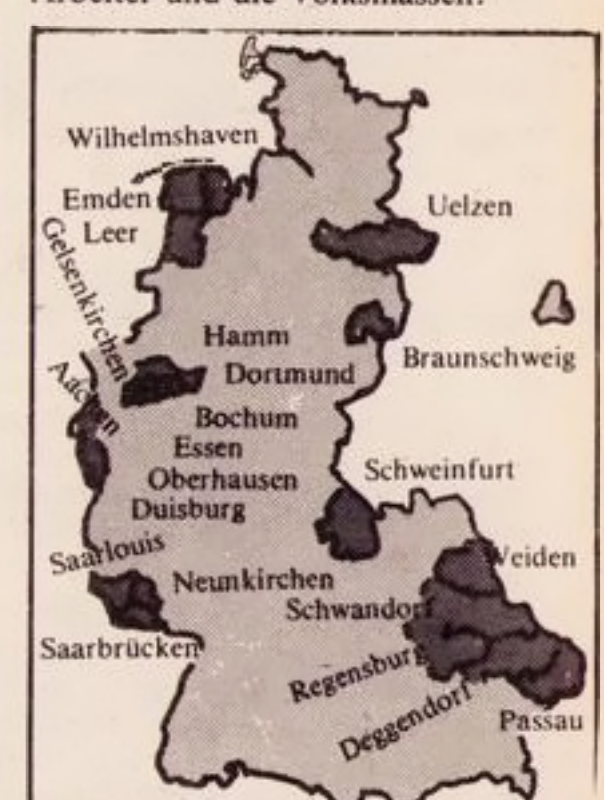 Arbeiter und die Volksmassen.
Wilhelmshaven
Emden
Leer
Uelzen
Gelsenkirchen
Hamm
Braunschweig
Dortmund
Aachen
Bochum
Essen
Schweinfurt
Oberhausen
Duisburg
Saarlouis
Weiden
Neunkirchen
Schwandorf
Saarbrücken
Regensburg
Deggendorf
Passau